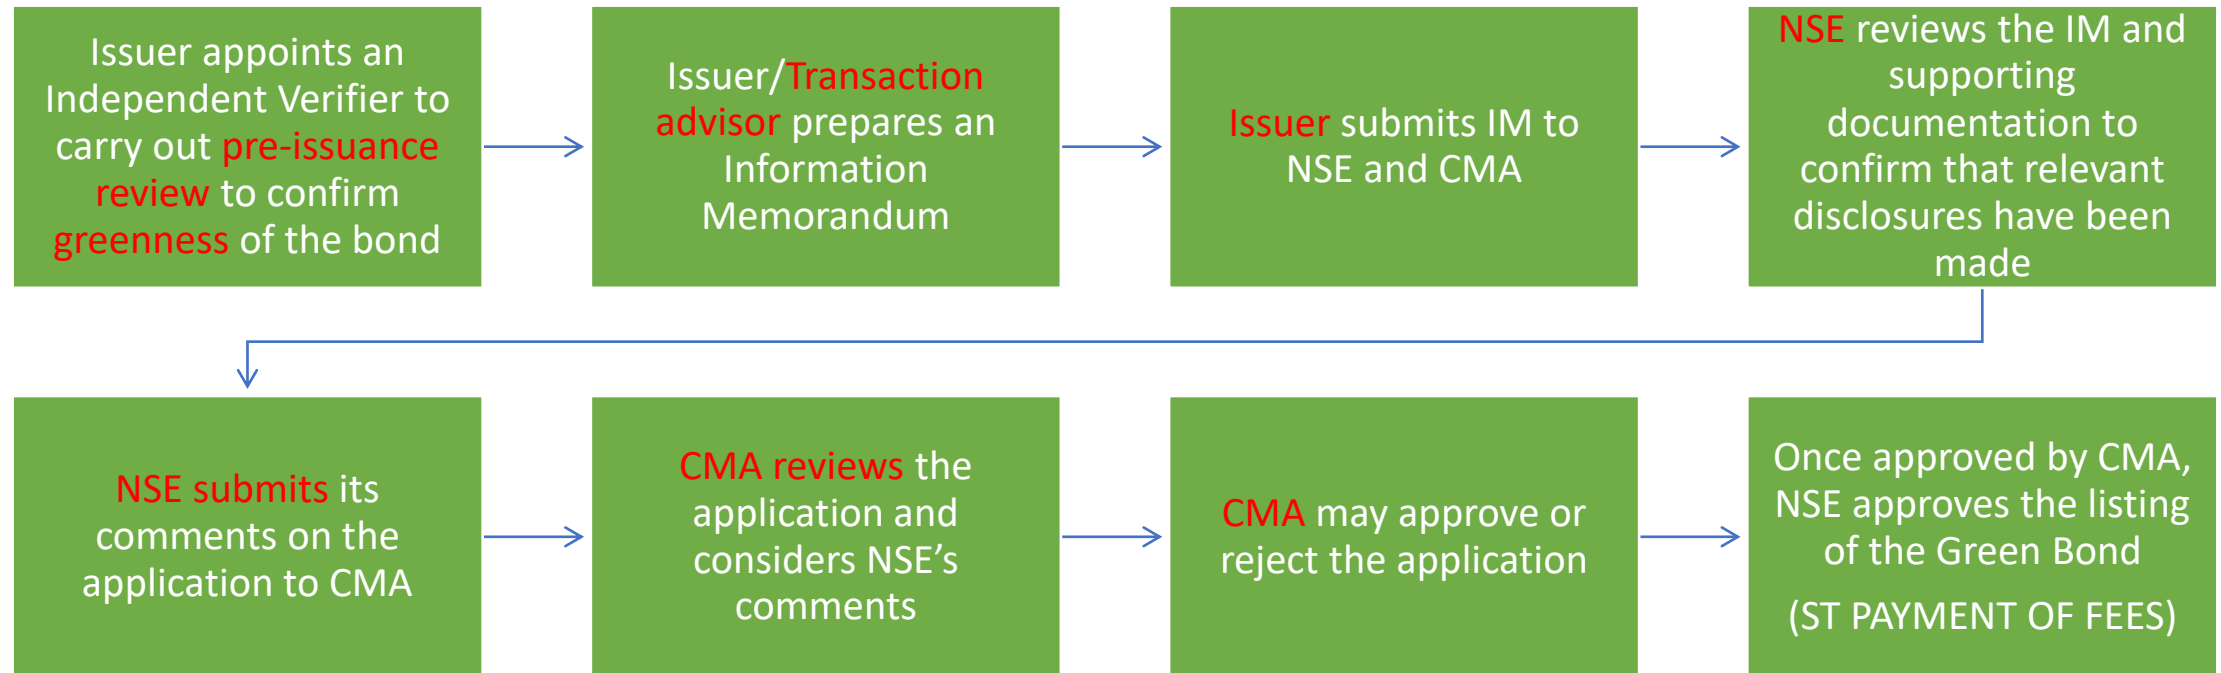 Issuer appoints an
Independent Verifier to
carry out pre-issuance
review to confirm
greenness of the bond
Issuer/Transaction
advisor prepares an
Information
Memorandum
Issuer submits IM to
NSE and CMA
NSE reviews the IM and
supporting
documentation to
confirm that relevant
disclosures have been
made
NSE submits its
comments on the
application to CMA
CMA reviews the
application and
considers NSE’s
comments
CMA may approve or
reject the application
Once approved by CMA,
NSE approves the listing
of the Green Bond
(ST PAYMENT OF FEES)